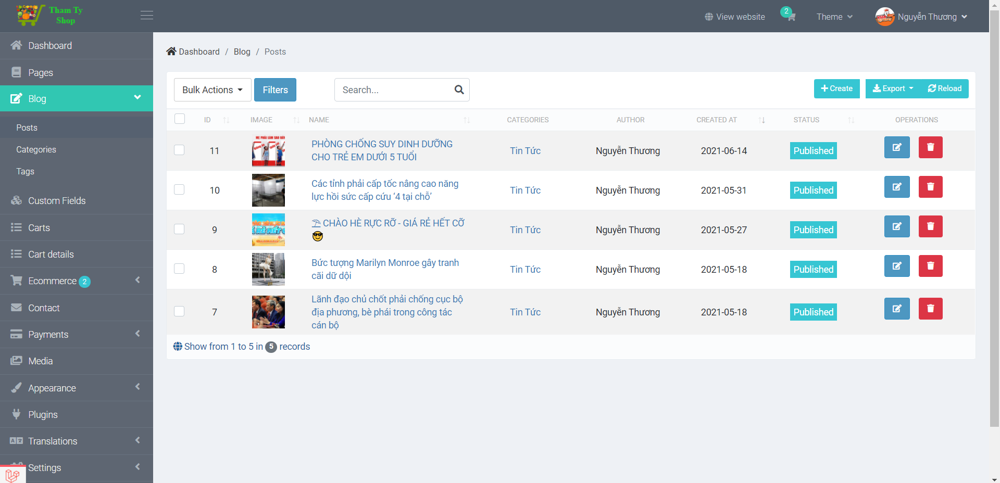 Tham Ty
Shop
View website
2
Theme
Nguyễn Thương
Dashboard
Pages
Blog
Posts
Categories
Tags
Custom Fields
Carts
Cart details
Ecommerce 2
Contact
Payments
Media
Appearance
Plugins
Translations
Settings
Dashboard / Blog / Posts
Bulk Actions
Filters
Search...
Create
Export
Reload
ID IMAGE NAME CATEGORIES AUTHOR CREATED AT STATUS OPERATIONS
11
MẸ PHẢI LÀM SAO ĐÂY
PHÒNG CHỐNG SUY DINH DƯỠNG
CHO TRẺ EM DƯỚI 5 TUỔI
Tin Tức Nguyễn Thương 2021-06-14 Published
10
Các tỉnh phải cấp tốc nâng cao năng
lực hồi sức cấp cứu ‘4 tại chỗ’
Tin Tức Nguyễn Thương 2021-05-31 Published
9
⛱ CHÀO HÈ RỰC RỠ - GIÁ RẺ HẾT CỠ
😎
Tin Tức Nguyễn Thương 2021-05-27 Published
8
Bức tượng Marilyn Monroe gây tranh
cãi dữ dội
Tin Tức Nguyễn Thương 2021-05-18 Published
7
Lãnh đạo chủ chốt phải chống cục bộ
địa phương, bè phái trong công tác
cán bộ
Tin Tức Nguyễn Thương 2021-05-18 Published
Show from 1 to 5 in 5 records